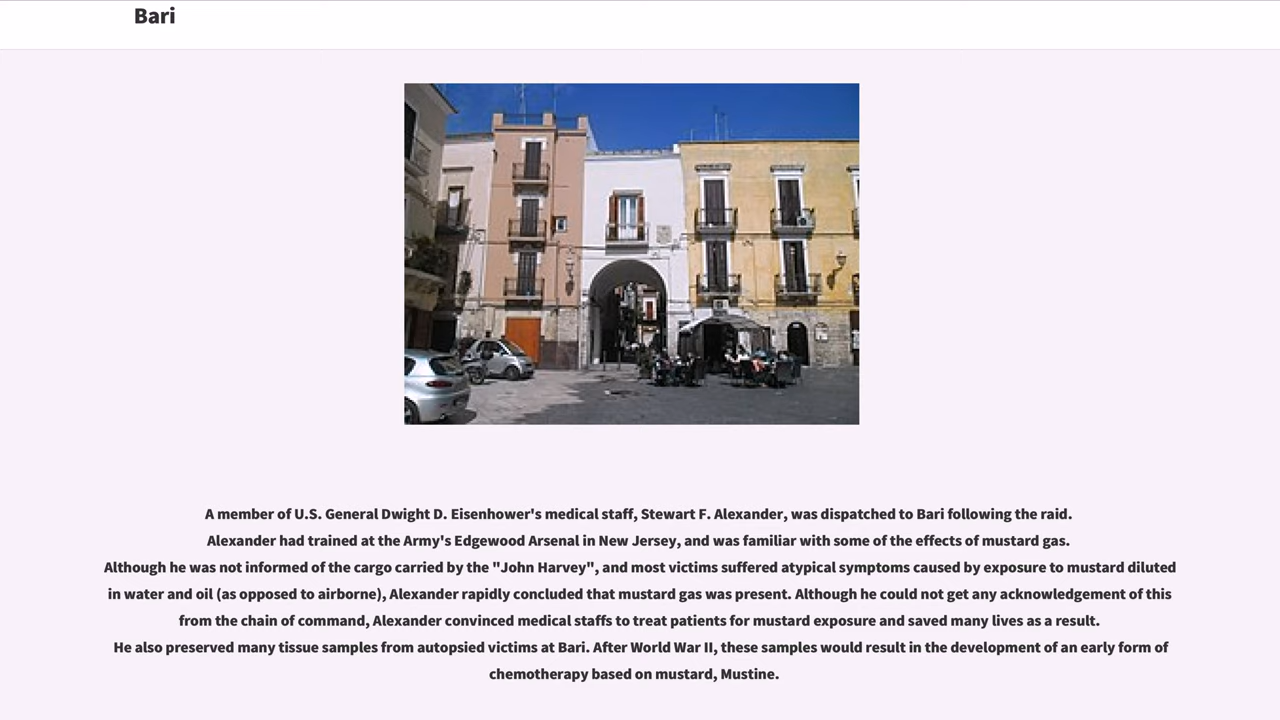 Bari
A member of U.S. General Dwight D. Eisenhower's medical staff, Stewart F. Alexander, was dispatched to Bari following the raid.
Alexander had trained at the Army's Edgewood Arsenal in New Jersey, and was familiar with some of the effects of mustard gas.
Although he was not informed of the cargo carried by the "John Harvey", and most victims suffered atypical symptoms caused by exposure to mustard diluted
in water and oil (as opposed to airborne), Alexander rapidly concluded that mustard gas was present. Although he could not get any acknowledgement of this
from the chain of command, Alexander convinced medical staffs to treat patients for mustard exposure and saved many lives as a result.
He also preserved many tissue samples from autopsied victims at Bari. After World War II, these samples would result in the development of an early form of
chemotherapy based on mustard, Mustine.